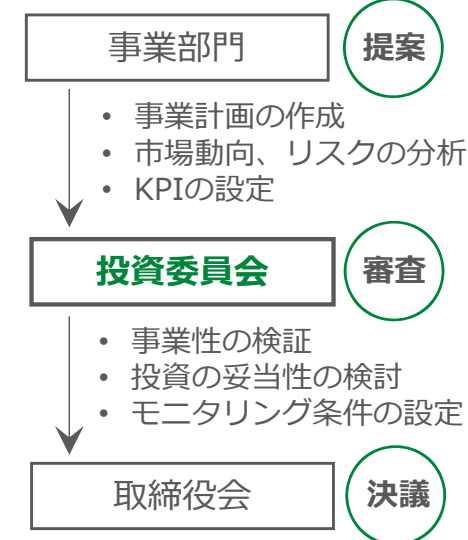 事業部門 提案
• 事業計画の作成
• 市場動向、リスクの分析
• KPIの設定
投資委員会 審査
• 事業性の検証
• 投資の妥当性の検討
• モニタリング条件の設定
取締役会 決議